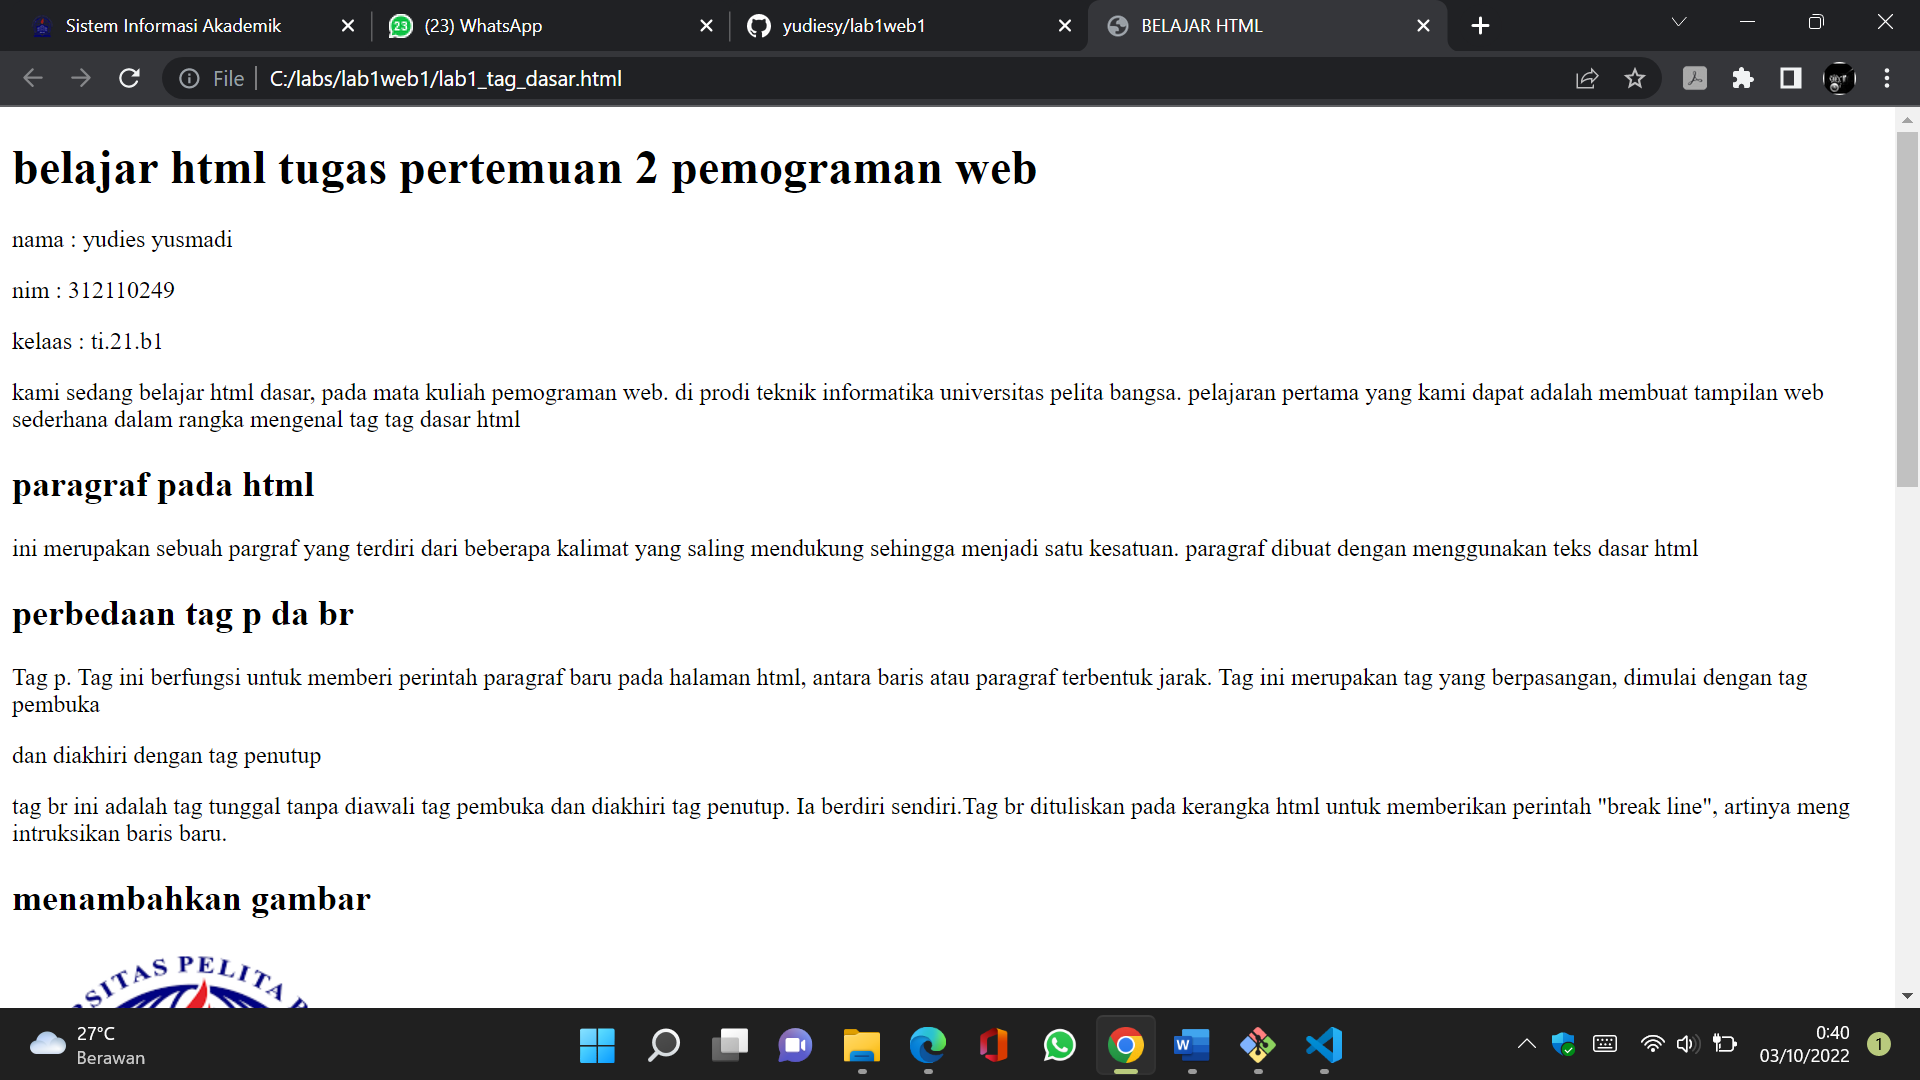 Sistem Informasi Akademik
23
(23) WhatsApp
yudiesy/lab1web1
BELAJAR HTML
File
C:/labs/lab1web1/lab1_tag_dasar.html
belajar html tugas pertemuan 2 pemograman web
nama : yudies yusmadi
nim : 312110249
kelaas : ti.21.b1
kami sedang belajar html dasar, pada mata kuliah pemograman web. di prodi teknik informatika universitas pelita bangsa. pelajaran pertama yang kami dapat adalah membuat tampilan web
sederhana dalam rangka mengenal tag tag dasar html
paragraf pada html
ini merupakan sebuah pargraf yang terdiri dari beberapa kalimat yang saling mendukung sehingga menjadi satu kesatuan. paragraf dibuat dengan menggunakan teks dasar html
perbedaan tag p da br
Tag p. Tag ini berfungsi untuk memberi perintah paragraf baru pada halaman html, antara baris atau paragraf terbentuk jarak. Tag ini merupakan tag yang berpasangan, dimulai dengan tag
pembuka
dan diakhiri dengan tag penutup
tag br ini adalah tag tunggal tanpa diawali tag pembuka dan diakhiri tag penutup. Ia berdiri sendiri.Tag br dituliskan pada kerangka html untuk memberikan perintah "break line", artinya meng
intruksikan baris baru.
menambahkan gambar
RSITAS PELITA B
27°C
Berawan
W
0:40
03/10/2022
1